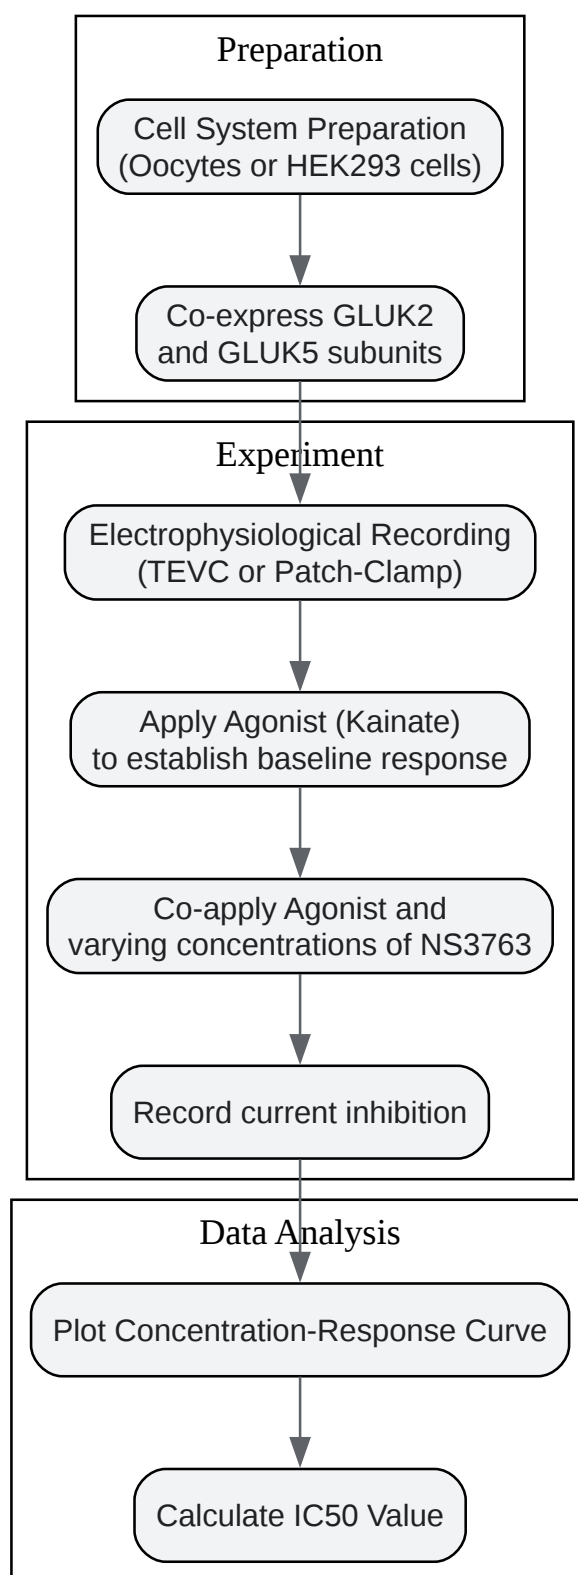 Preparation
Cell System Preparation
(Oocytes or HEK293 cells)
Co-express GLUK2
and GLUK5 subunits
Experiment
Electrophysiological Recording
(TEVC or Patch-Clamp)
Apply Agonist (Kainate)
to establish baseline response
Co-apply Agonist and
varying concentrations of NS3763
Record current inhibition
Data Analysis
Plot Concentration-Response Curve
Calculate IC50 Value